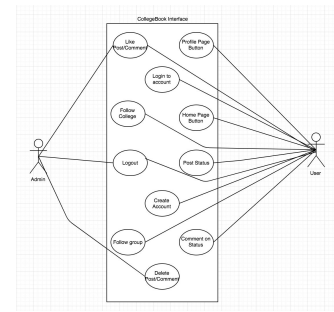 CollegeBook Interface
Like
Post/Comment
Profile Page
Button
Login to
account
Follow
College
Home Page
Button
Logout
Post Status
Admin
User
Create
Account
Follow group
Comment on
Status
Delete
Post/Comment